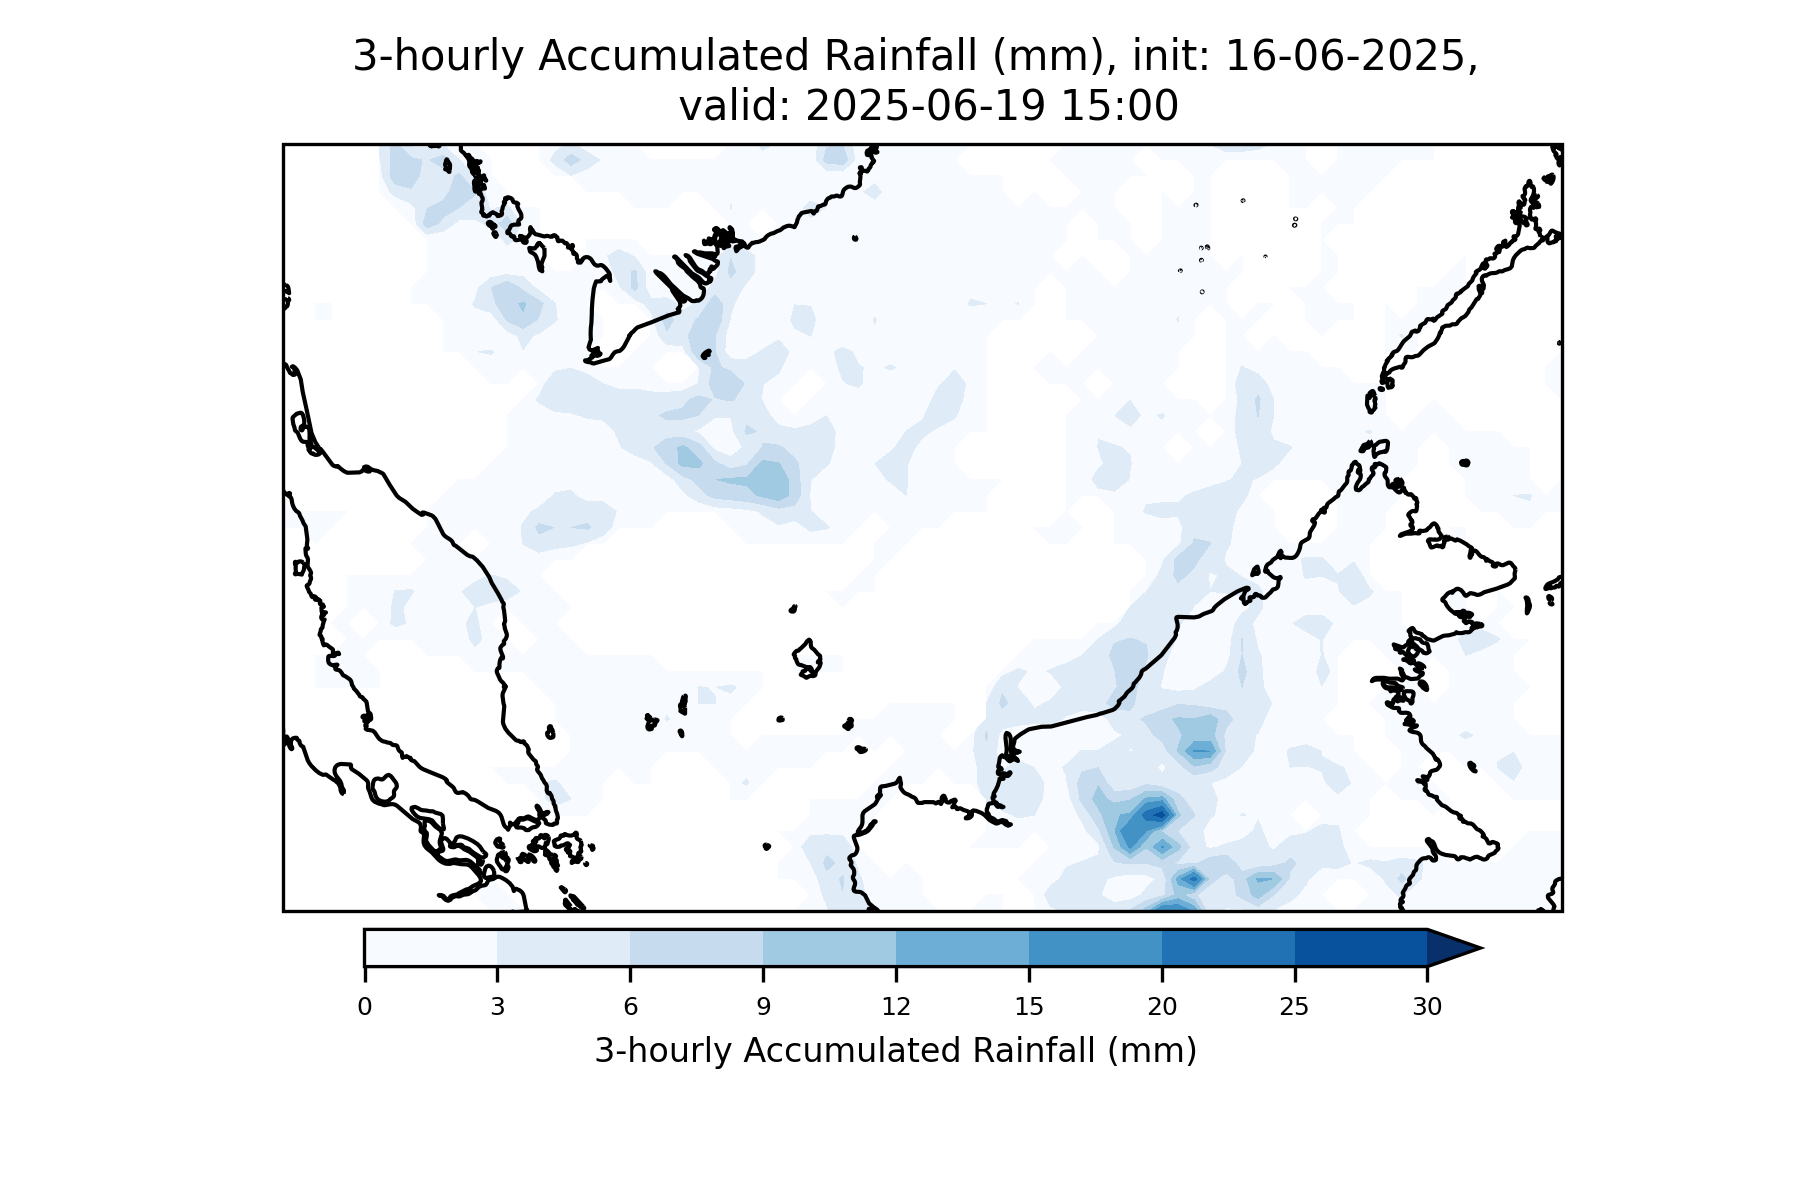 3-hourly Accumulated Rainfall (mm), init: 16-06-2025,
valid: 2025-06-19 15:00
0 3 6 9 12 15 20 25 30
3-hourly Accumulated Rainfall (mm)